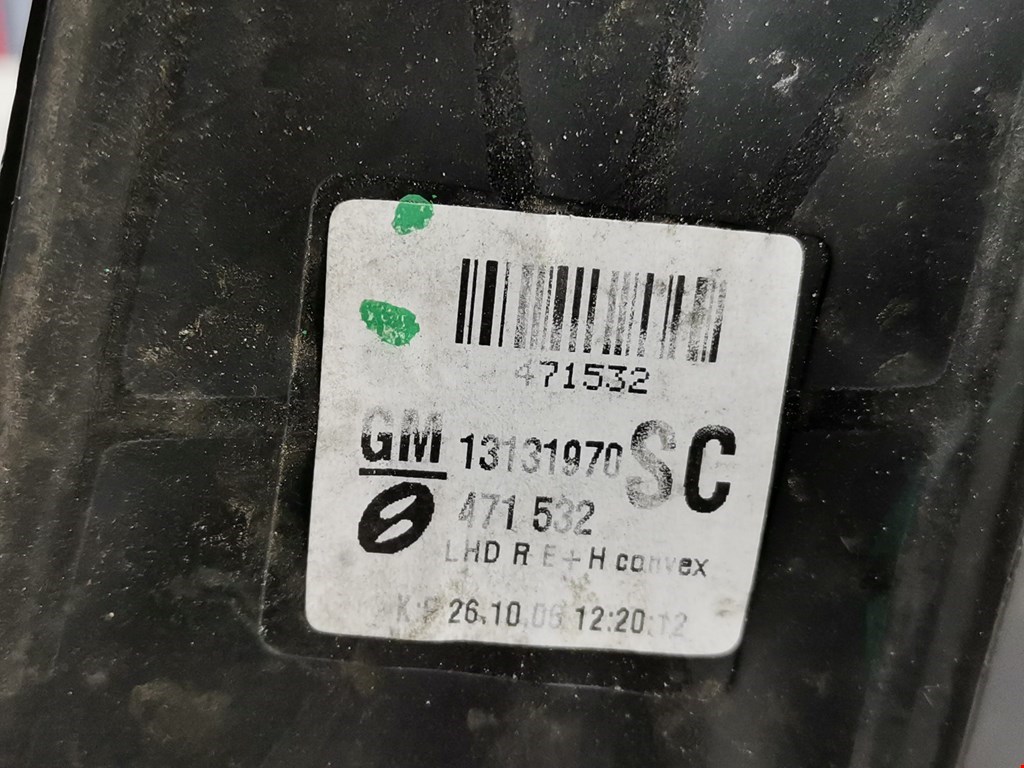 471532
GM 13131970 SC
471 532
LHD R E+H convex
26.10.06 12:20:12